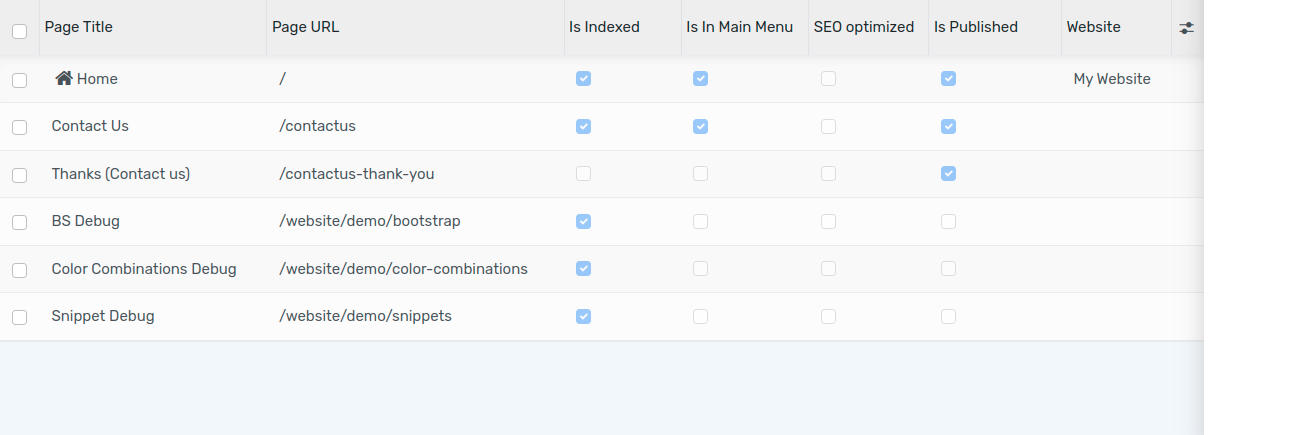 Page Title Page URL Is Indexed Is In Main Menu SEO optimized Is Published Website
Home / My Website
Contact Us /contactus
Thanks (Contact us) /contactus-thank-you
BS Debug /website/demo/bootstrap
Color Combinations Debug /website/demo/color-combinations
Snippet Debug /website/demo/snippets